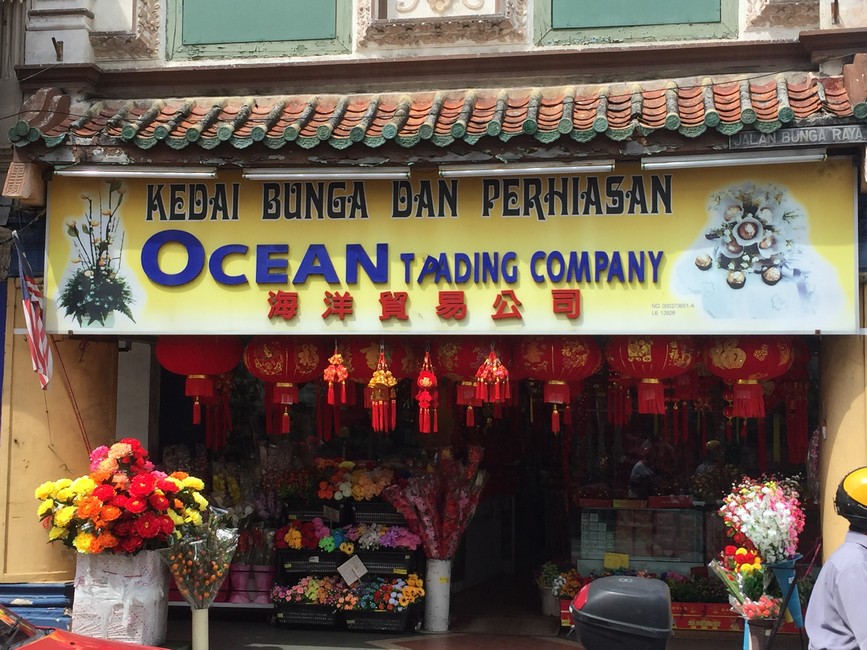 JALAN BUNGA RAYA
KEDAI BUNGA DAN PERHIASAN
OCEAN TRADING COMPANY
海洋貿易公司